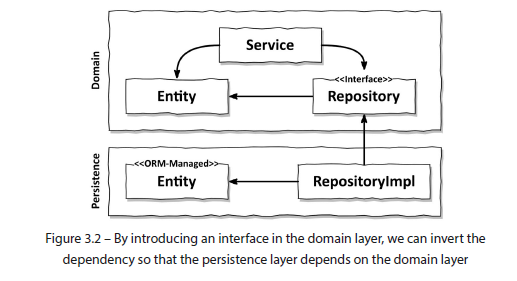 Domain
Service
Entity
<<Interface>>
Repository
Persistence
<<ORM-Managed>>
Entity
RepositoryImpl
Figure 3.2 – By introducing an interface in the domain layer, we can invert the
dependency so that the persistence layer depends on the domain layer